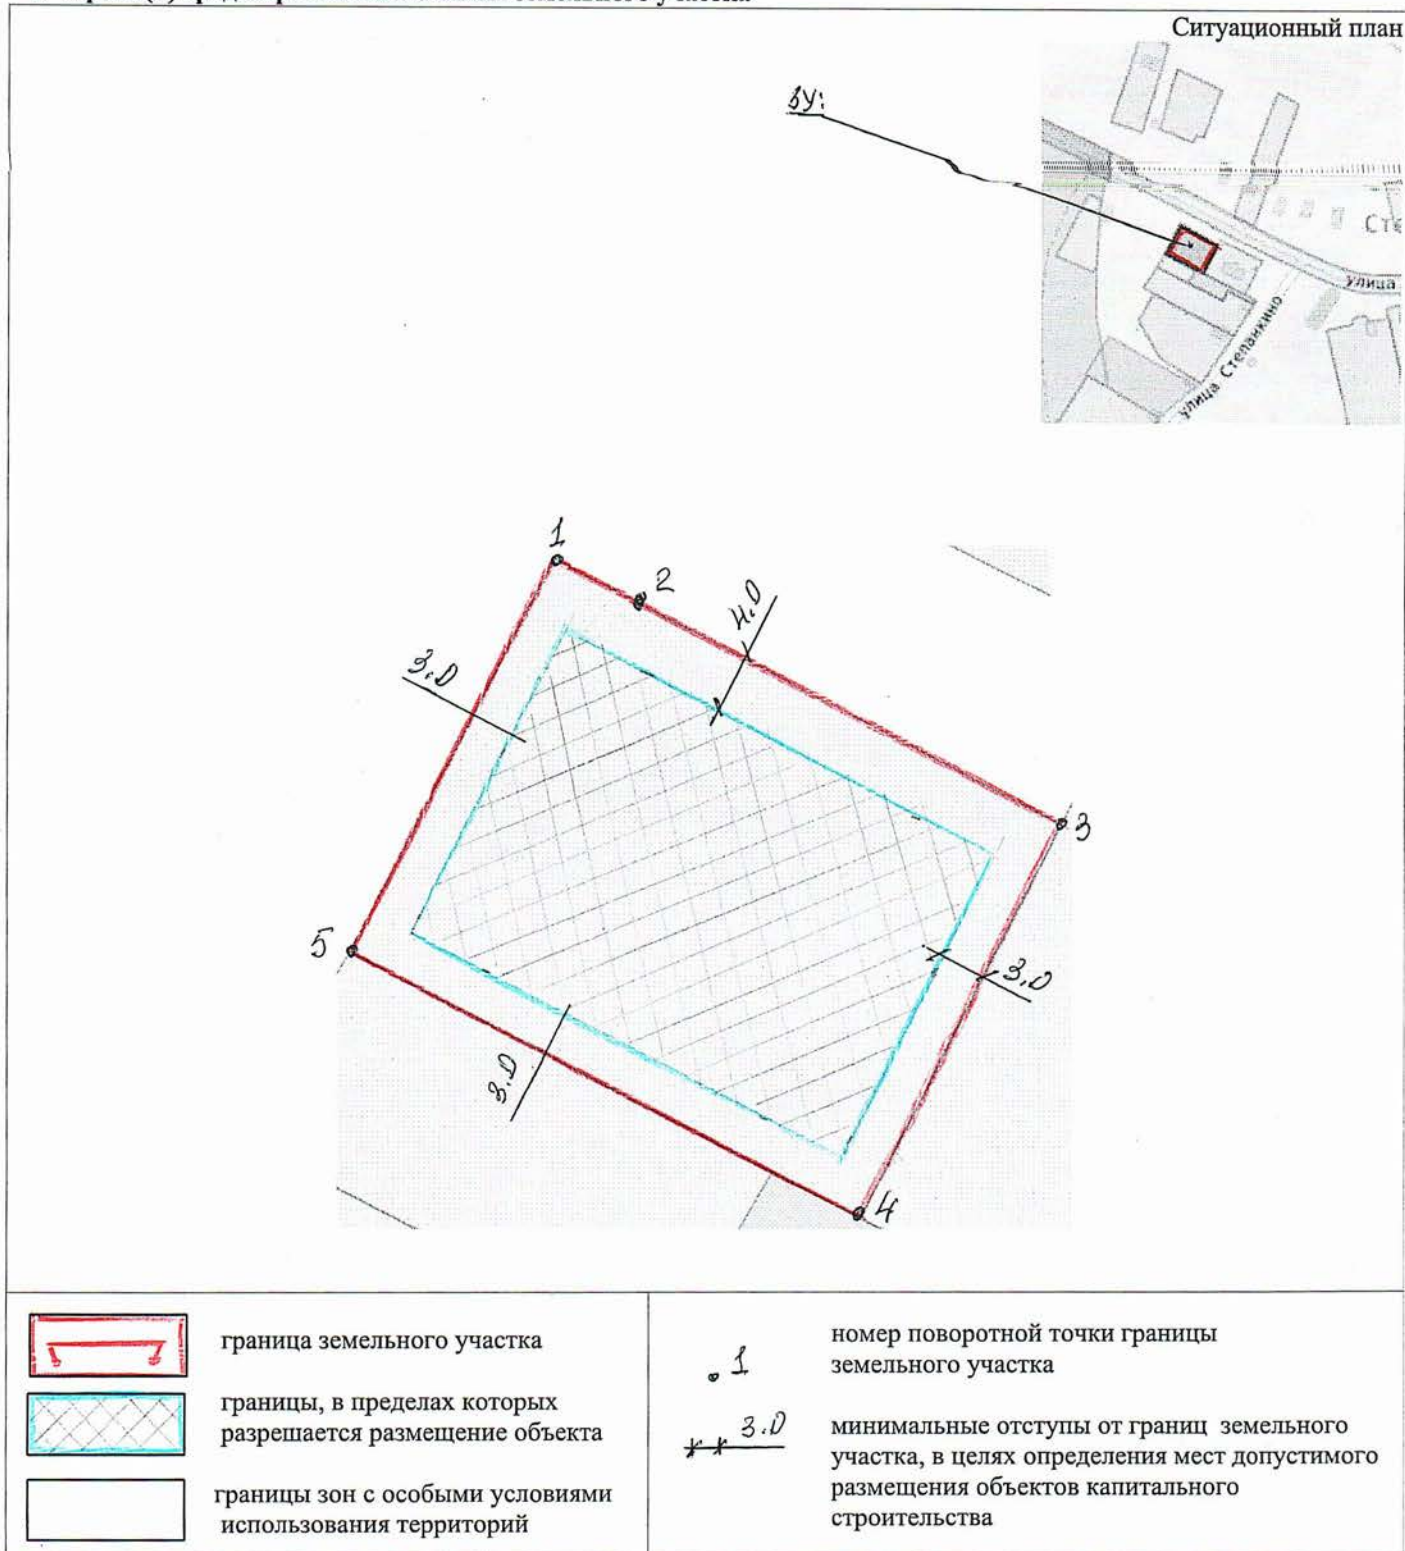 Ситуационный план
ЗУ:
Сте
улица
улица Степанкино
1
2
4.0
3.0
3
5
3.0
3.0
4
граница земельного участка
границы, в пределах которых
разрешается размещение объекта
границы зон с особыми условиями
использования территорий
1
номер поворотной точки границы
земельного участка
3.0
минимальные отступы от границ земельного
участка, в целях определения мест допустимого
размещения объектов капитального
строительства